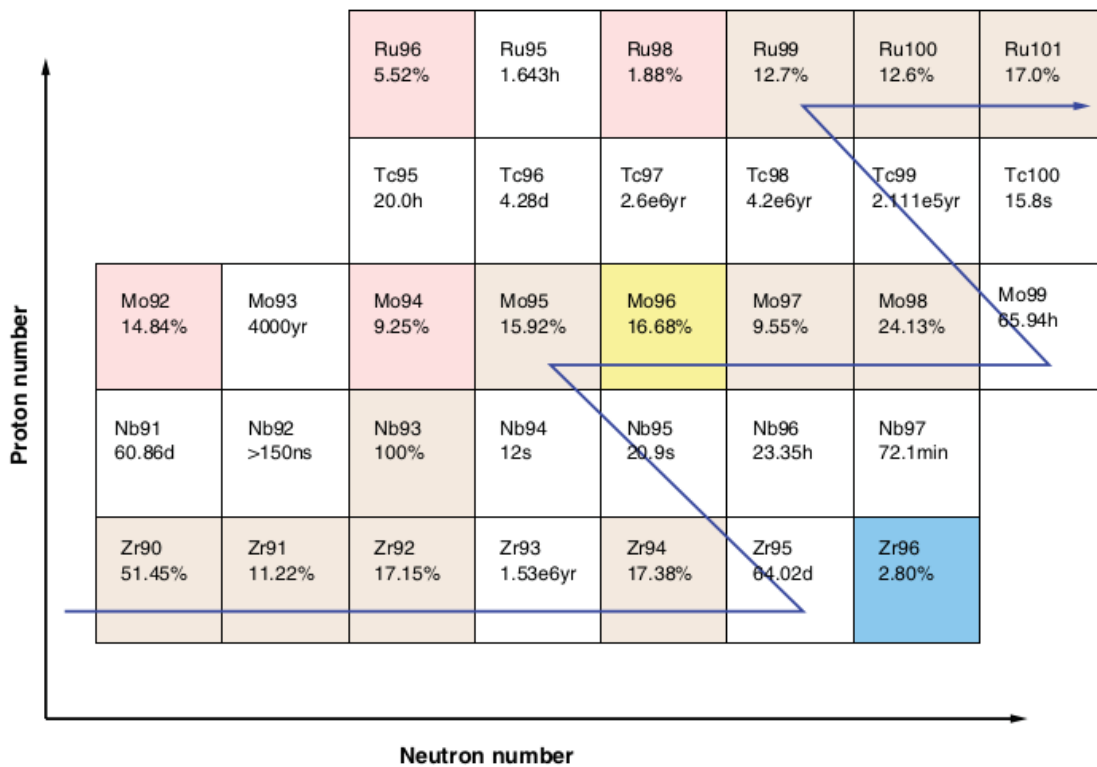 Ru96
5.52%
Ru95
1.643h
Ru98
1.88%
Ru99
12.7%
Ru100
12.6%
Ru101
17.0%
Tc95
20.0h
Tc96
4.28d
Tc97
2.6e6yr
Tc98
4.2e6yr
Tc99
2.111e5yr
Tc100
15.8s
Mo92
14.84%
Mo93
4000yr
Mo94
9.25%
Mo95
15.92%
Mo96
16.68%
Mo97
9.55%
Mo98
24.13%
Mo99
65.94h
Nb91
60.86d
Nb92
>150ns
Nb93
100%
Nb94
12s
Nb95
20.9s
Nb96
23.35h
Nb97
72.1min
Zr90
51.45%
Zr91
11.22%
Zr92
17.15%
Zr93
1.53e6yr
Zr94
17.38%
Zr95
64.02d
Zr96
2.80%
Proton number
Neutron number